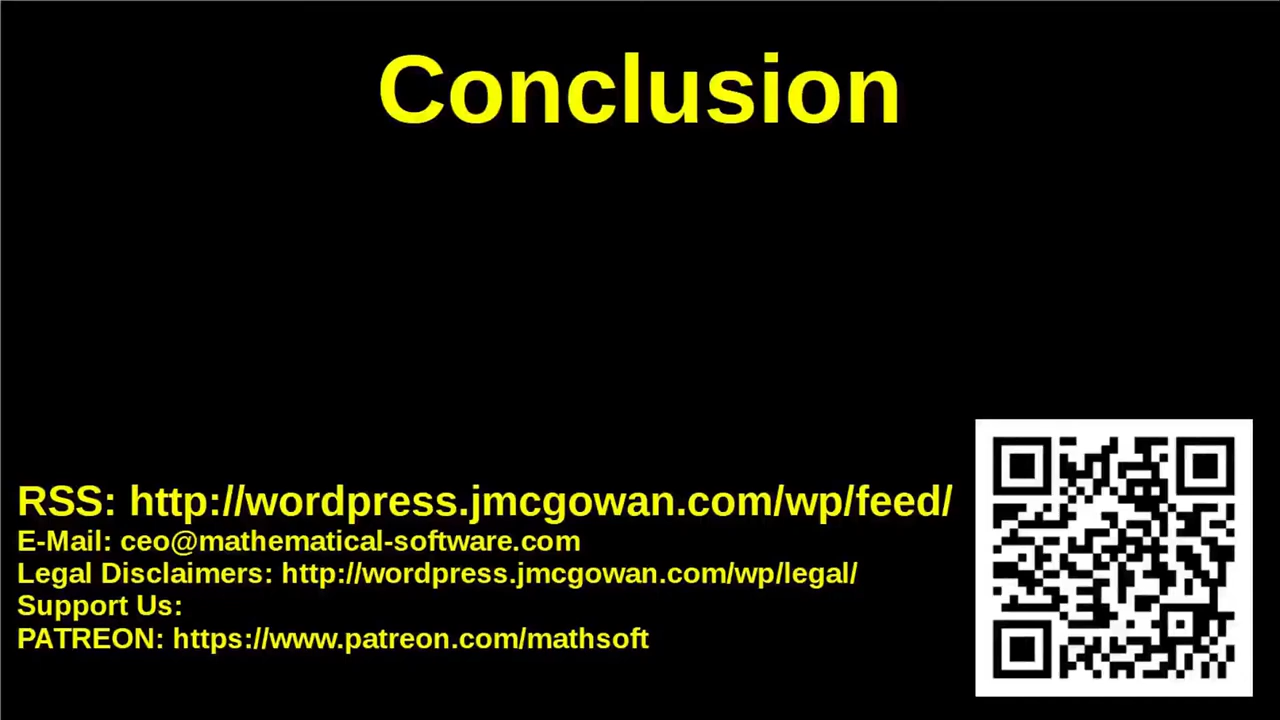 Conclusion
RSS: http://wordpress.jmcgowan.com/wp/feed/
E-Mail: ceo@mathematical-software.com
Legal Disclaimers: http://wordpress.jmcgowan.com/wp/legal/
Support Us:
PATREON: https://www.patreon.com/mathsoft